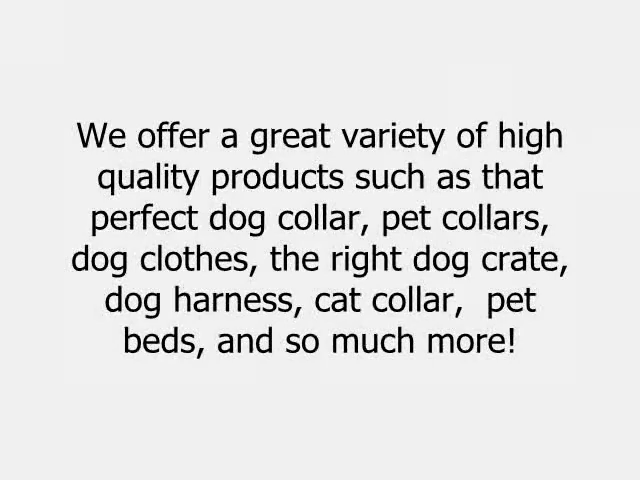 We offer a great variety of high
quality products such as that
perfect dog collar, pet collars,
dog clothes, the right dog crate,
dog harness, cat collar,  pet
beds, and so much more!